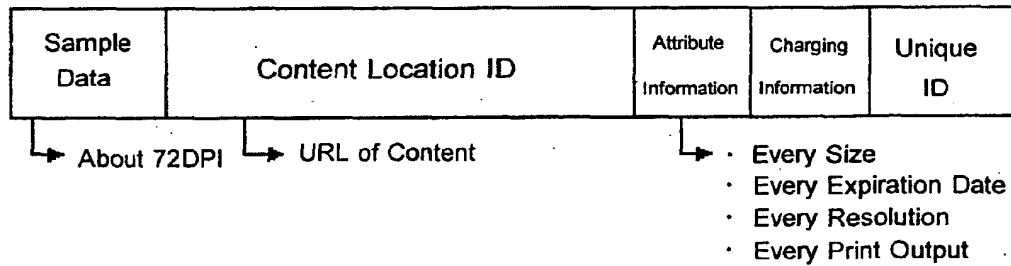 Sample
Data
Content Location ID
Attribute
Information
Charging
Information
Unique
ID
About 72DPI
URL of Content
· Every Size
· Every Expiration Date
· Every Resolution
· Every Print Output